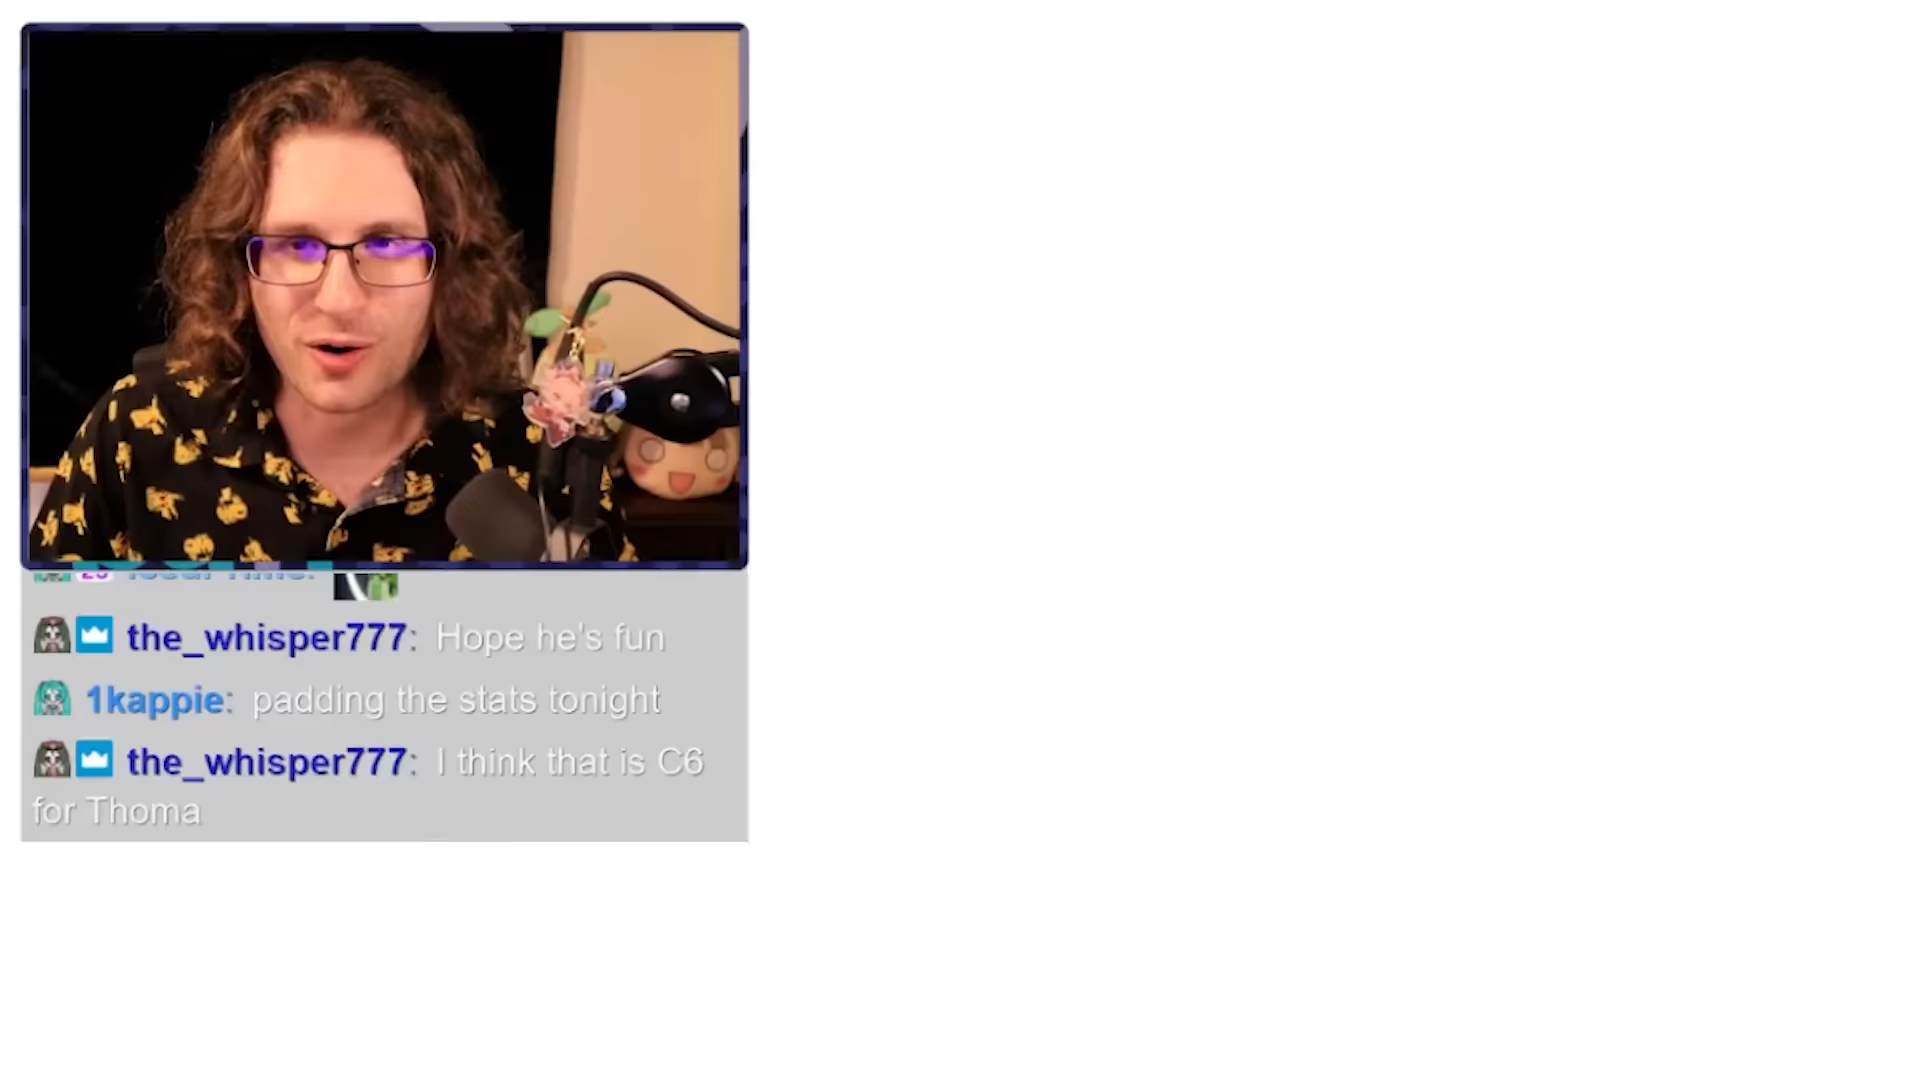 the_whisper777: Hope he's fun
1kappie: padding the stats tonight
the_whisper777: I think that is C6
for Thoma